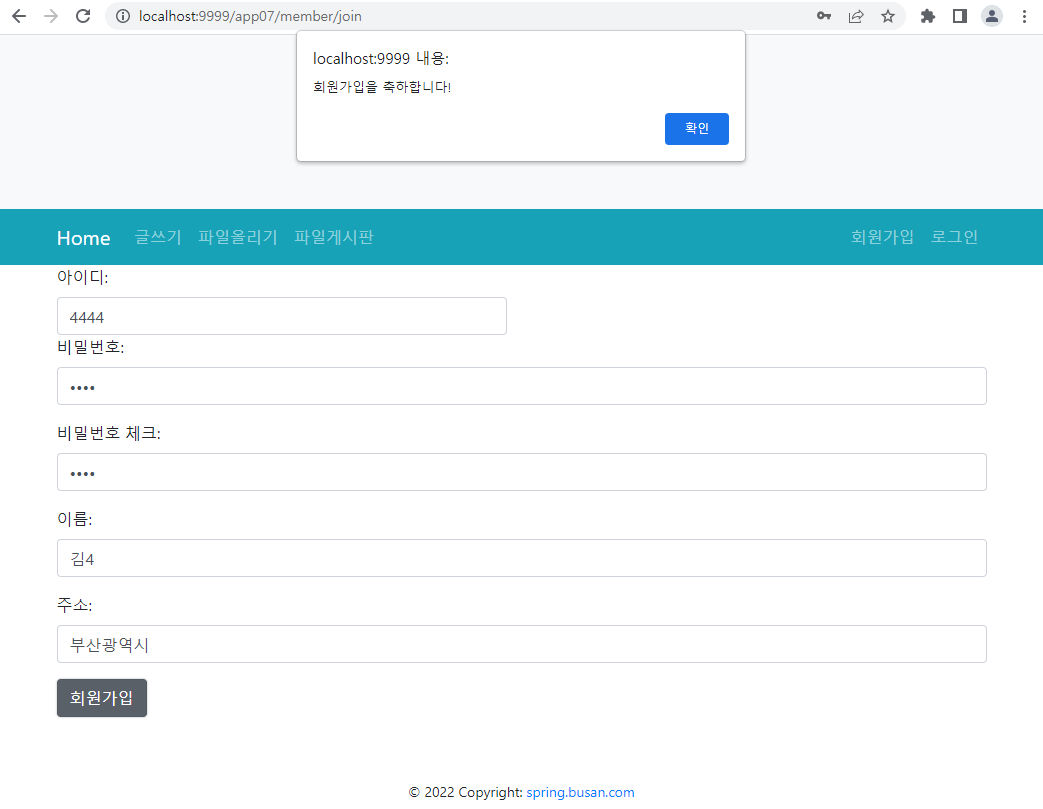 localhost:9999/app07/member/join
localhost:9999 내용:
회원가입을 축하합니다!
확인
Home 글쓰기 파일올리기 파일게시판 회원가입 로그인
아이디:
4444
비밀번호:
••••
비밀번호 체크:
••••
이름:
김4
주소:
부산광역시
회원가입
© 2022 Copyright: spring.busan.com